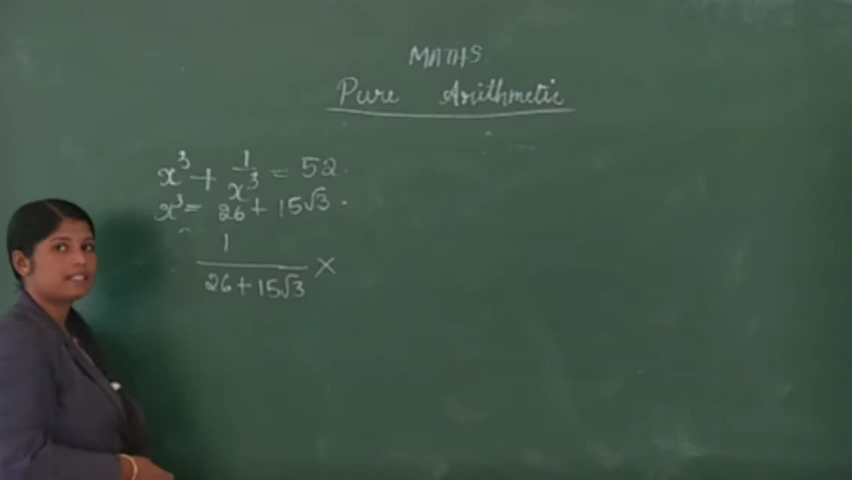 MATHS
Pure Arithmetic
x³ + 1/x³ = 52.
x³ = 26 + 15√3.
1/(26+15√3) ×